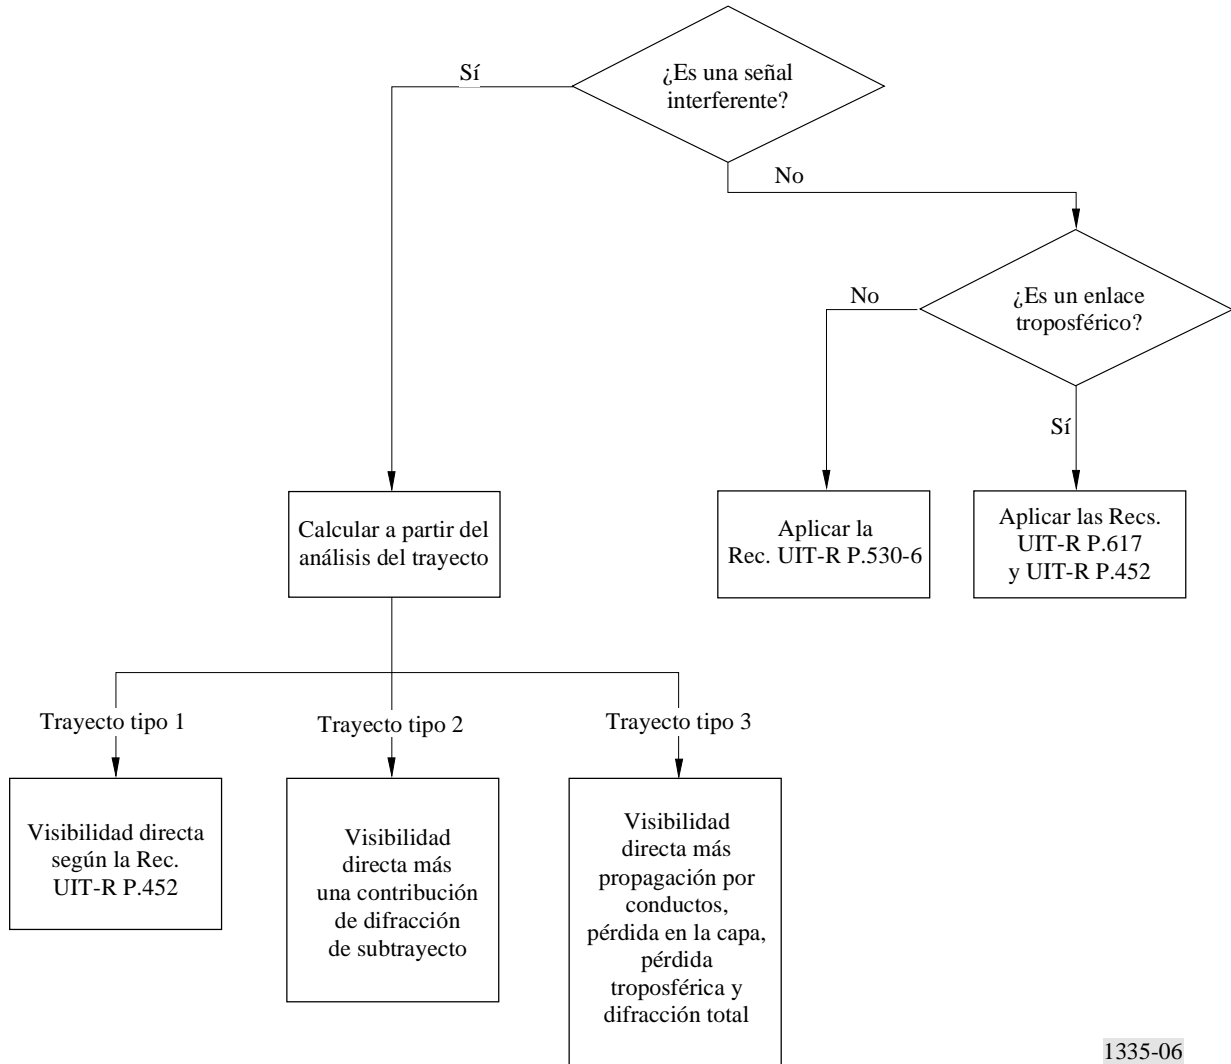 ¿Es una señal
interferente?
Sí
No
¿Es un enlace
troposférico?
No
Sí
Calcular a partir del
análisis del trayecto
Aplicar la
Rec. UIT-R P.530-6
Aplicar las Recs.
UIT-R P.617
y UIT-R P.452
Trayecto tipo 1
Trayecto tipo 2
Trayecto tipo 3
Visibilidad directa
según la Rec.
UIT-R P.452
Visibilidad
directa más
una contribución
de difracción
de subtrayecto
Visibilidad
directa más
propagación por
conductos,
pérdida en la capa,
pérdida
troposférica y
difracción total
1335-06